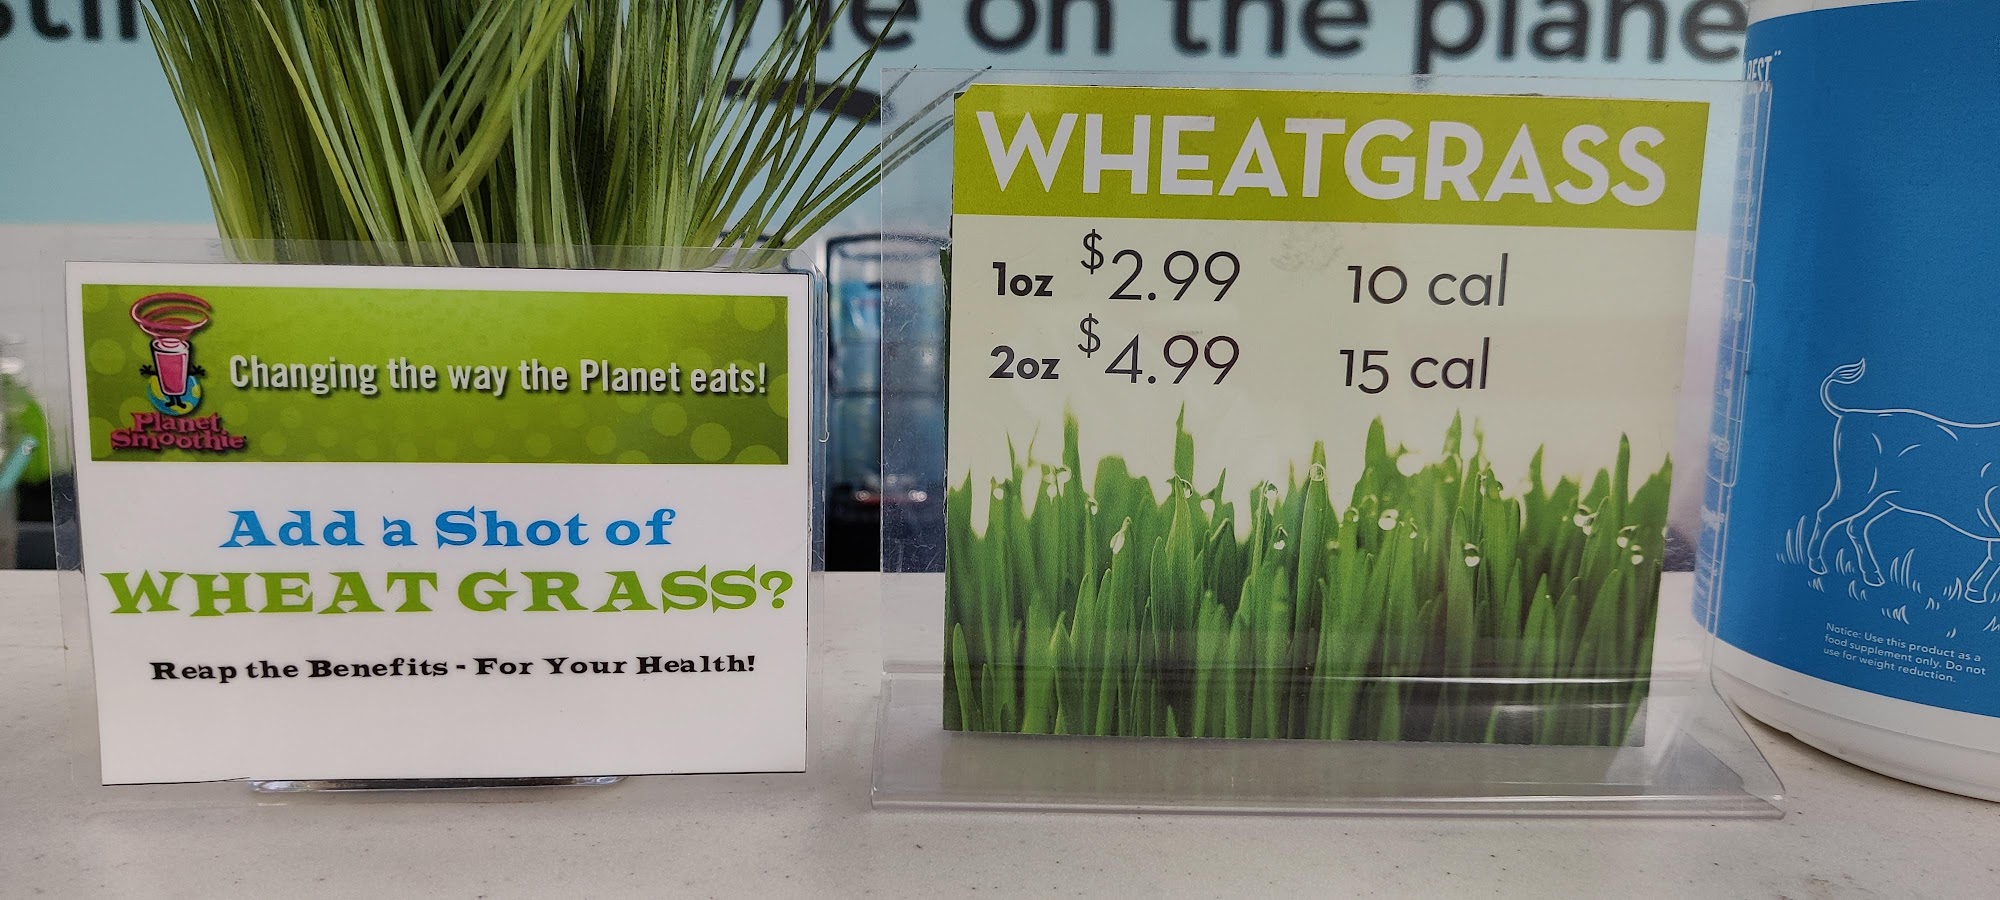 on the plane
Changing the way the Planet eats!
Planet
Smoothie
Add a Shot of
WHEAT GRASS?
Reap the Benefits - For Your Health!
WHEATGRASS
1oz $2.99 10 cal
2oz $4.99 15 cal
BEST
Notice: Use this product as a
food supplement only. Do not
use for weight reduction.